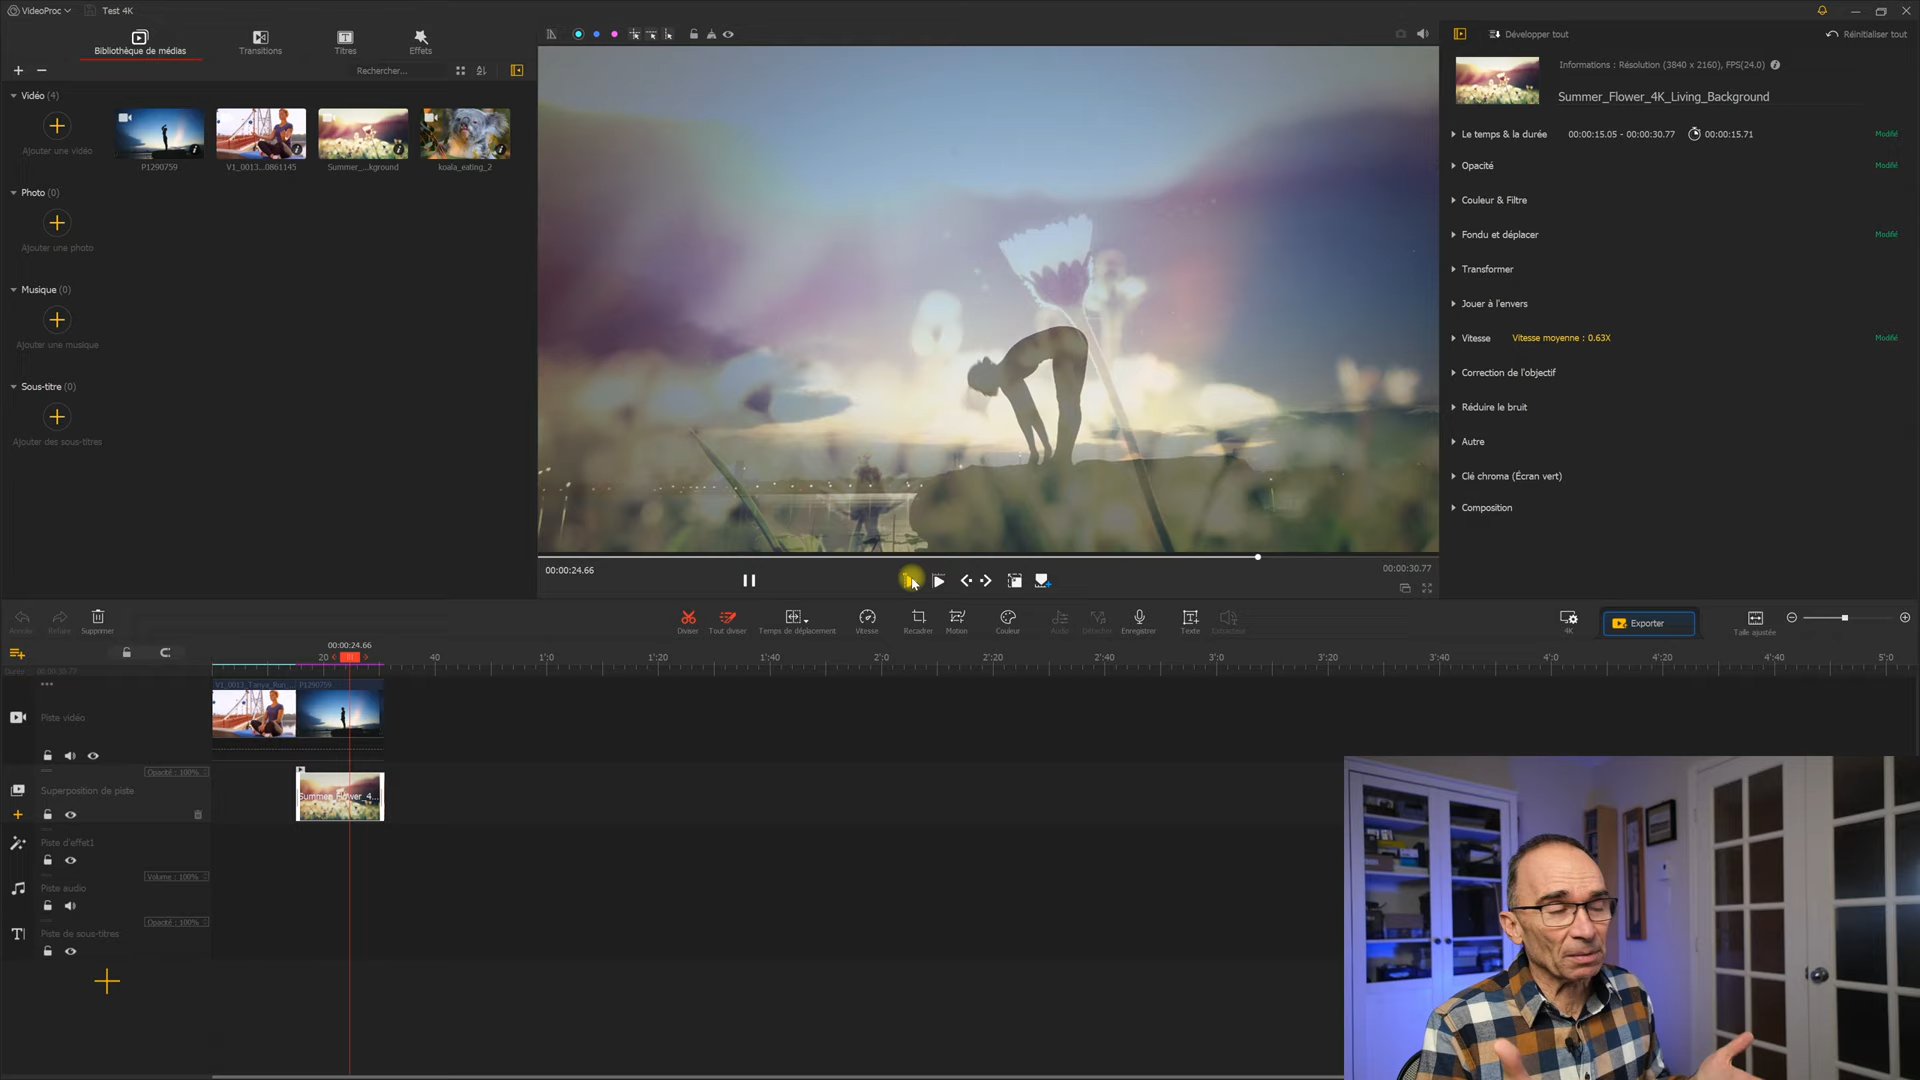 VideoProc
Test 4K
Bibliothèque de médias
Transitions
Titres
Effets
Rechercher...
Vidéo (4)
Ajouter une vidéo
P1290759
V1_0013...0861145
Summer_...kground
koala_eating_2
Photo (0)
Ajouter une photo
Musique (0)
Ajouter une musique
Sous-titre (0)
Ajouter des sous-titres
00:00:24.66
00:00:30.77
Développer tout
Réinitialiser tout
Informations : Résolution (3840 x 2160), FPS(24.0)
Summer_Flower_4K_Living_Background
Le temps & la durée 00:00:15.05 - 00:00:30.77 00:00:15.71 Modifié
Opacité Modifié
Couleur & Filtre
Fondu et déplacer Modifié
Transformer
Jouer à l'envers
Vitesse Vitesse moyenne : 0.63X Modifié
Correction de l'objectif
Réduire le bruit
Autre
Clé chroma (Écran vert)
Composition
Annuler
Refaire
Supprimer
Diviser
Tout diviser
Temps de déplacement
Vitesse
Recadrer
Motion
Couleur
Audio
Détacher
Enregistrer
Texte
4K
Exporter
Taille ajustée
00:00:24.66
20 40 1'0 1'20 1'40 2'0 2'20 2'40 3'0 3'20 3'40 4'0 4'20 4'40 5'0
Durée 00:00:30.77
V1_0013_Tanya_Run
P1290759
Piste vidéo
Opacité : 100%
Superposition de piste
Summer_Flower_4...
Piste d'effet1
Volume : 100%
Piste audio
Opacité : 100%
Piste de sous-titres